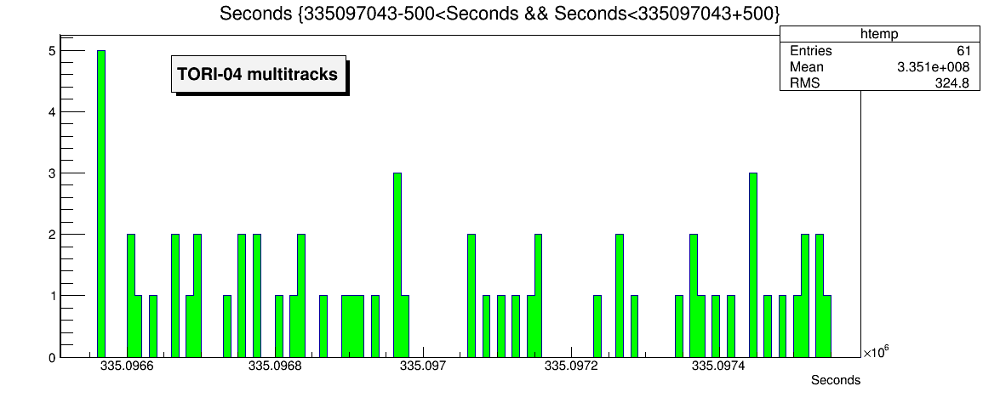 Seconds {335097043-500<Seconds && Seconds<335097043+500}
htemp
Entries 61
Mean 3.351e+008
RMS 324.8
TORI-04 multitracks
5
4
3
2
1
0
335.0966 335.0968 335.097 335.0972 335.0974
×10⁶
Seconds